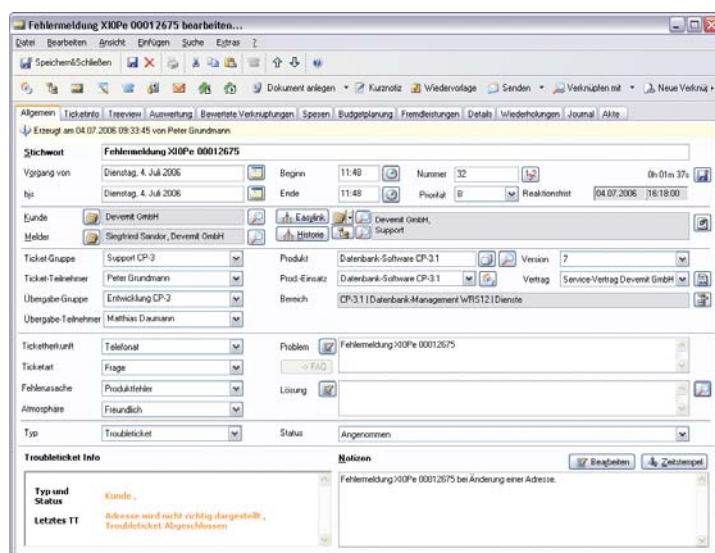 Fehlermeldung XI0Pe 00012675 bearbeiten...
Datei Bearbeiten Ansicht Einfügen Suche Extras ?
Speichern&Schließen
Dokument anlegen Kurznotiz Wiedervorlage Senden Verknüpfen mit Neue Verknü
Allgemein Ticketinfo Treeview Auswertung Bewertete Verknüpfungen Spesen Budgetplanung Fremdleistungen Details Wiederholungen Journal Akte
Erzeugt am 04.07.2006 09:33:45 von Peter Grundmann
Stichwort Fehlermeldung XI0Pe 00012675
Vorgang von Dienstag, 4. Juli 2006 Beginn 11:48 Nummer 32 0h 01m 37s
bis Dienstag, 4. Juli 2006 Ende 11:48 Priorität B Reaktionsfrist 04.07.2006 16:18:00
Kunde Devemit GmbH Easylink Devemit GmbH,
Support
Melder Siegfried Sandor, Devemit GmbH Historie
Ticket-Gruppe Support CP-3 Produkt Datenbank-Software CP-3.1 Version 7
Ticket-Teilnehmer Peter Grundmann Prod.-Einsatz Datenbank-Software CP-3.1 Vertrag Service-Vertrag Devemit GmbH
Übergabe-Gruppe Entwicklung CP-3 Bereich CP-3.1 | Datenbank-Management WRS12 | Dienste
Übergabe-Teilnehmer Matthias Daumann
Ticketherkunft Telefonat Problem Fehlermeldung XI0Pe 00012675
Ticketart Frage -> FAQ
Fehlerursache Produktfehler Lösung
Atmosphäre Freundlich
Typ Troubleticket Status Angenommen
Troubleticket Info Notizen Bearbeiten Zeitstempel
Fehlermeldung XI0Pe 00012675 bei Änderung einer Adresse.
Typ und
Status Kunde ,
Letztes TT Adresse wird nicht richtig dargestellt ,
Troubleticket Abgeschlossen